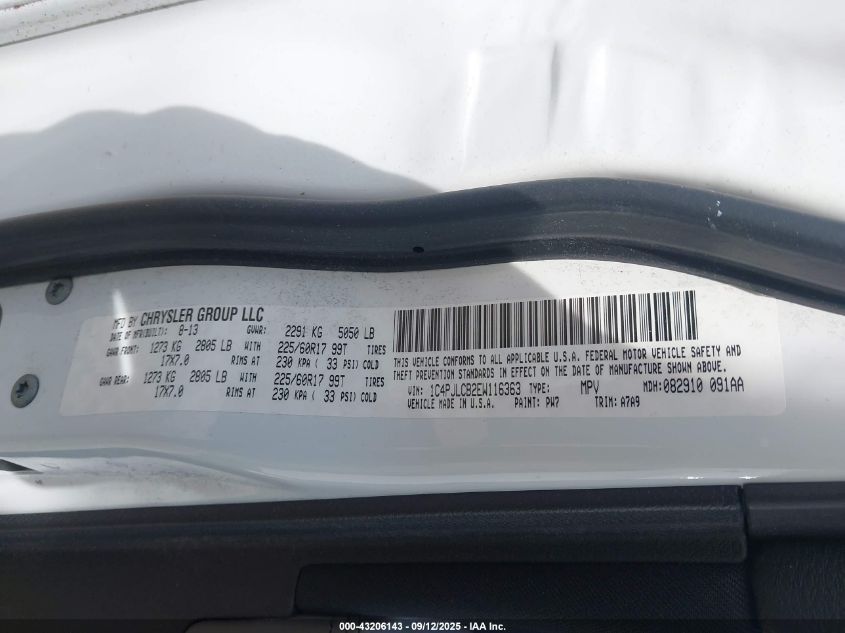 MFD BY CHRYSLER GROUP LLC
DATE OF MFR(BUILT): 8-13 GVWR: 2291 KG 5050 LB
GAWR FRONT: 1273 KG 2805 LB WITH 225/60R17 99T TIRES
17X7.0 RIMS AT 230 KPA ( 33 PSI) COLD
GAWR REAR: 1273 KG 2805 LB WITH 225/60R17 99T TIRES
17X7.0 RIMS AT 230 KPA ( 33 PSI) COLD
THIS VEHICLE CONFORMS TO ALL APPLICABLE U.S.A. FEDERAL MOTOR VEHICLE SAFETY AND
THEFT PREVENTION STANDARDS IN EFFECT ON THE DATE OF MANUFACTURE SHOWN ABOVE.
VIN: 1C4PJLCB2EW116363 TYPE: MPV MDH: 082910 091AA
VEHICLE MADE IN U.S.A. PAINT: PW7 TRIM: A7A9
000-43206143 - 09/12/2025 - IAA Inc.